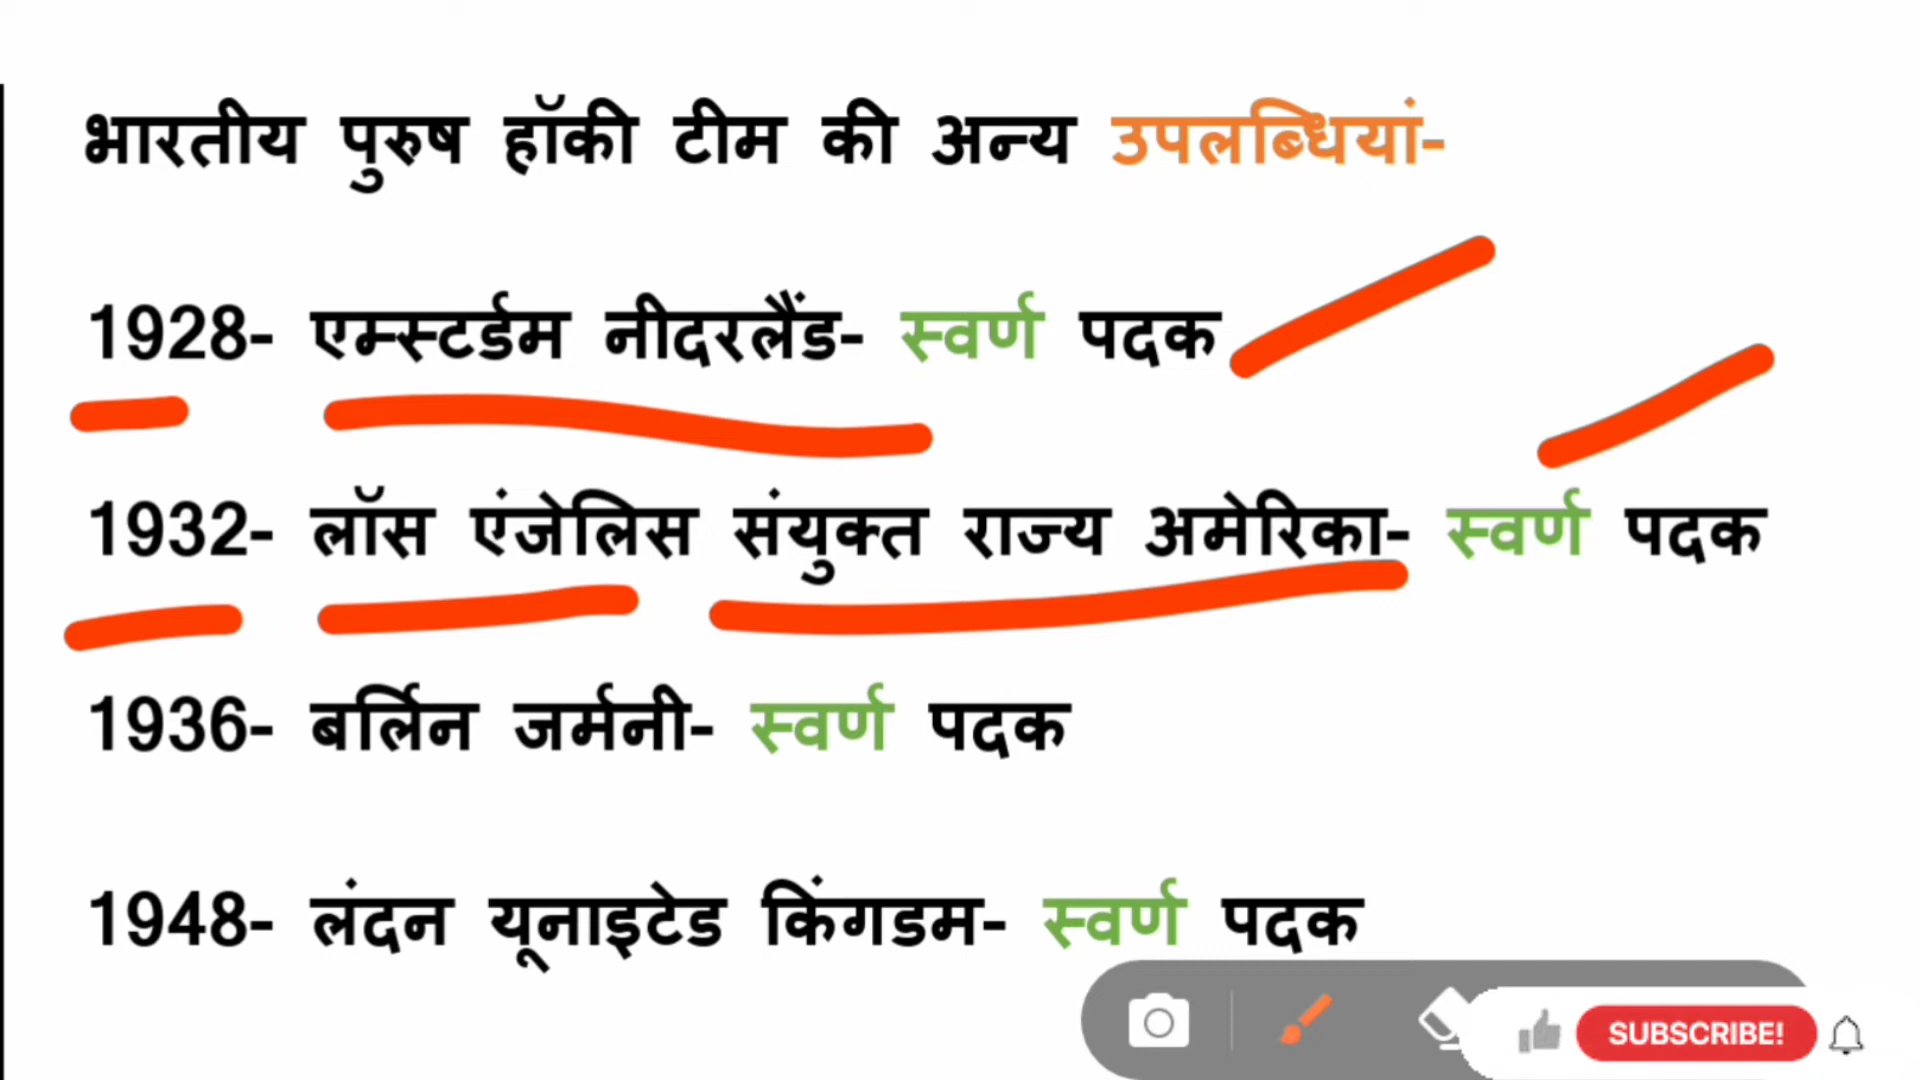 भारतीय पुरुष हॉकी टीम की अन्य उपलब्धियां-
1928- एम्स्टर्डम नीदरलैंड- स्वर्ण पदक
1932- लॉस एंजेलिस संयुक्त राज्य अमेरिका- स्वर्ण पदक
1936- बर्लिन जर्मनी- स्वर्ण पदक
1948- लंदन यूनाइटेड किंगडम- स्वर्ण पदक
SUBSCRIBE!